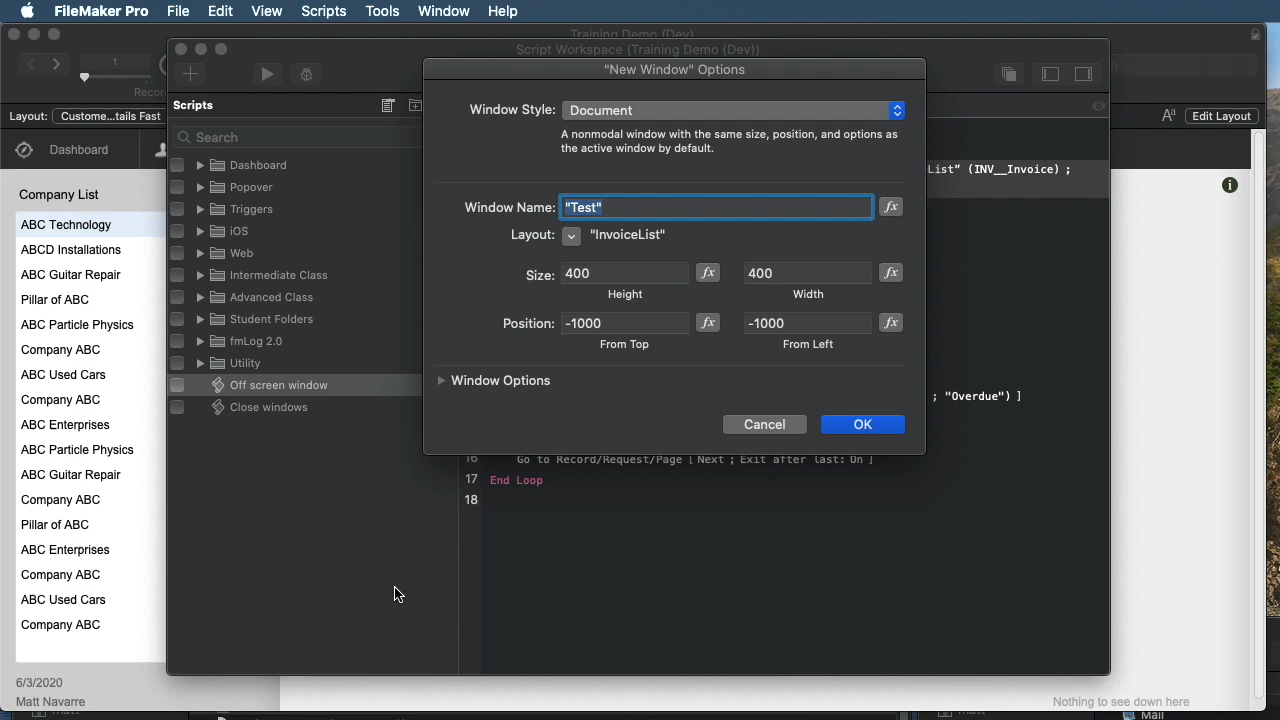 FileMaker Pro File Edit View Scripts Tools Window Help
Training Demo (Dev)
Script Workspace (Training Demo (Dev))
"New Window" Options
1
Layout: Custome...tails Fast
Edit Layout
Scripts
Search
Dashboard
Company List
ABC Technology
ABCD Installations
ABC Guitar Repair
Pillar of ABC
ABC Particle Physics
Company ABC
ABC Used Cars
Company ABC
ABC Enterprises
ABC Particle Physics
ABC Guitar Repair
Company ABC
Pillar of ABC
ABC Enterprises
Company ABC
ABC Used Cars
Company ABC
6/3/2020
Matt Navarre
Dashboard
Popover
Triggers
iOS
Web
Intermediate Class
Advanced Class
Student Folders
fmLog 2.0
Utility
Off screen window
Close windows
Window Style: Document
A nonmodal window with the same size, position, and options as
the active window by default.
Window Name: "Test" fx
Layout: "InvoiceList"
Size: 400 fx 400 fx
Height Width
Position: -1000 fx -1000 fx
From Top From Left
Window Options
Cancel OK
List” (INV__Invoice) ;
; "Overdue") ]
16 Go to Record/Request/Page [ Next ; Exit after last: On ]
17 End Loop
18
Nothing to see down here
Mail